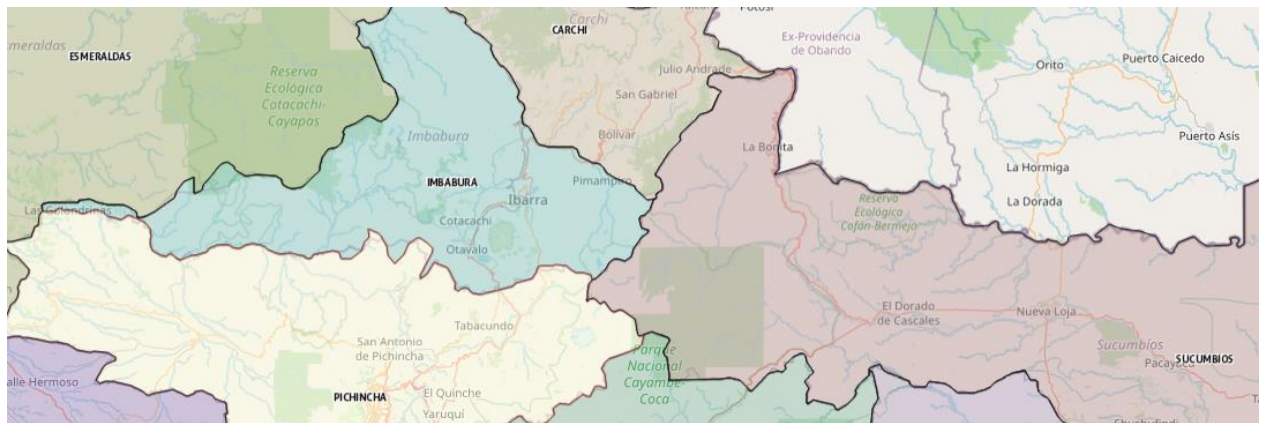 Potosí
Carchi
CARCHI
Ex-Providencia
de Obando
ESMERALDAS
Reserva
Ecológica
Cotacachi-
Cayapas
Julio Andrade
Orito
Puerto Caicedo
San Gabriel
Bolívar
Imbabura
Puerto Asís
La Bonita
La Hormiga
IMBABURA
Pimampiro
Ibarra
La Dorada
Reserva
Ecológica
Cofán-Bermejo
Las Golondrinas
Cotacachi
Otavalo
El Dorado
de Cascales
Nueva Loja
Tabacundo
San Antonio
de Pichincha
Parque
Nacional
Cayambe-
Coca
Sucumbíos
SUCUMBIOS
Valle Hermoso
El Quinche
PICHINCHA
Yaruquí